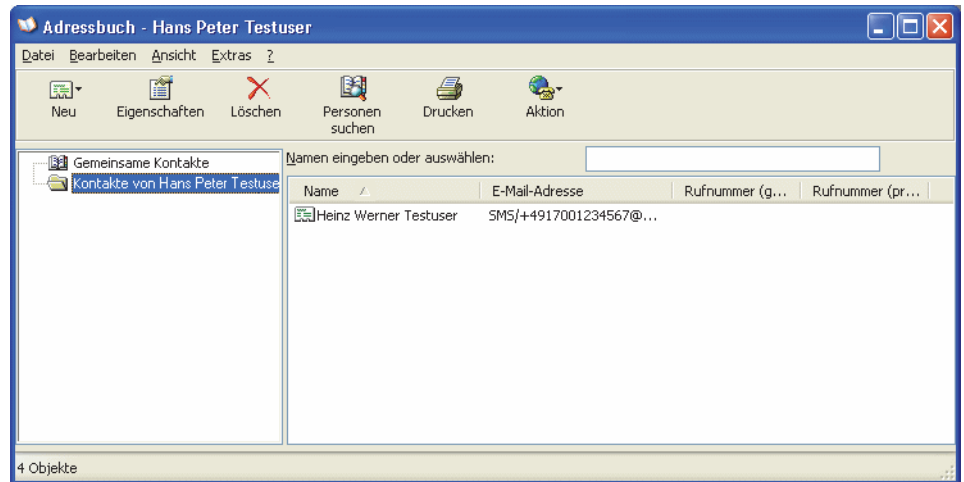 Adressbuch - Hans Peter Testuser
Datei Bearbeiten Ansicht Extras ?
Neu Eigenschaften Löschen Personen suchen Drucken Aktion
Gemeinsame Kontakte
Kontakte von Hans Peter Testuse
Namen eingeben oder auswählen:
Name E-Mail-Adresse Rufnummer (g... Rufnummer (pr...
Heinz Werner Testuser SMS/+4917001234567@...
4 Objekte